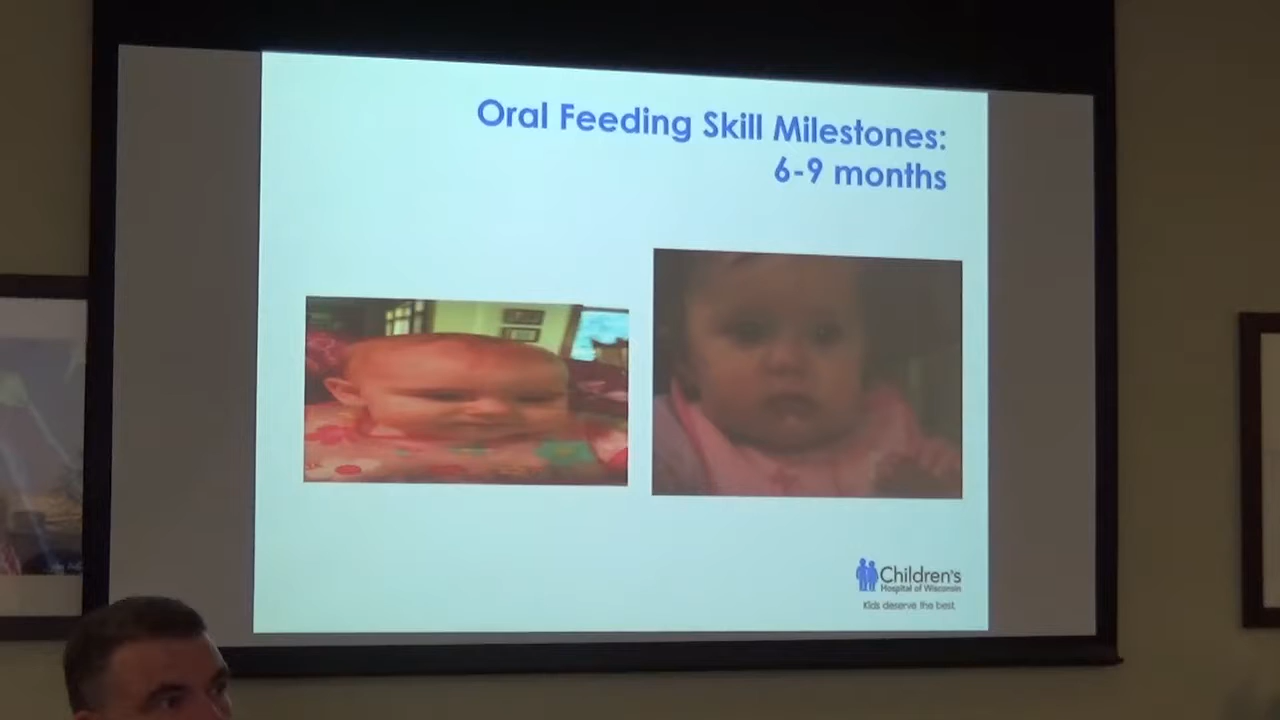 Oral Feeding Skill Milestones:
6-9 months
Children's
Hospital of Wisconsin
Kids deserve the best